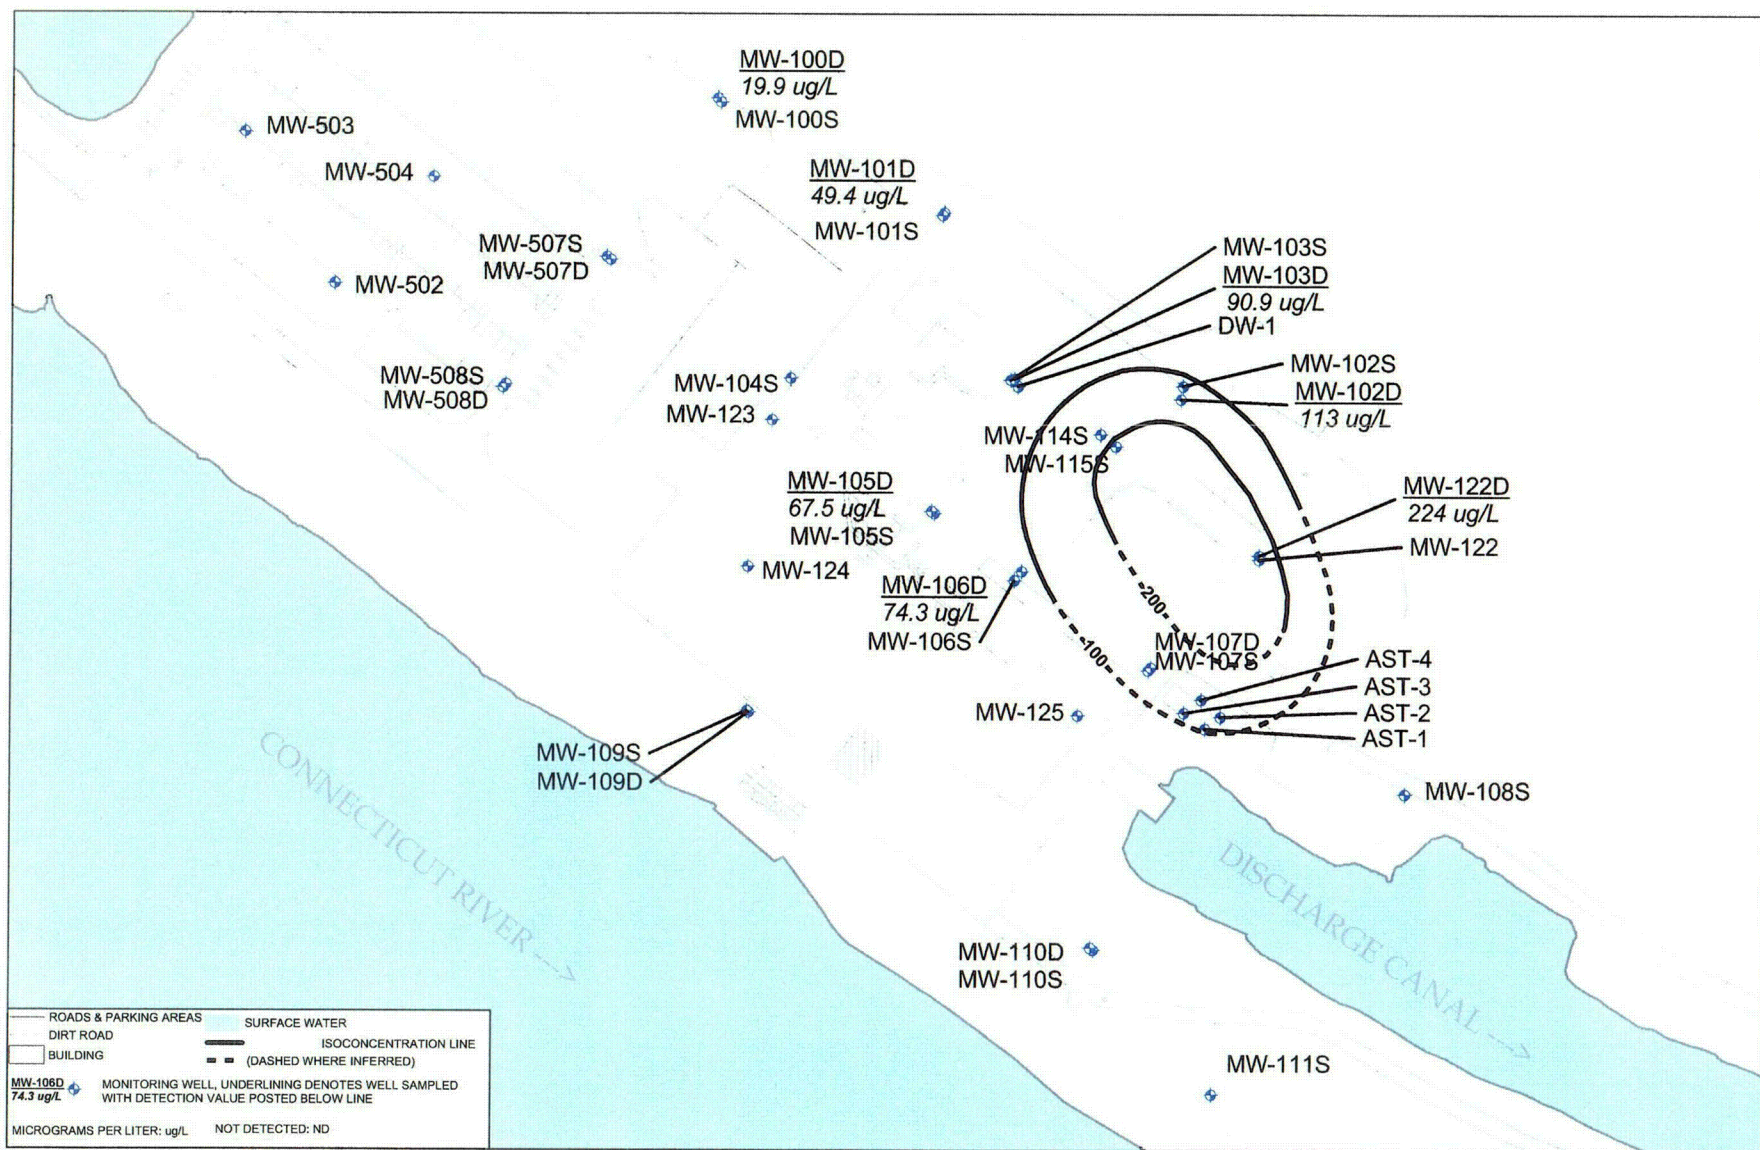 MW-100D
19.9 ug/L
MW-100S
MW-503
MW-504
MW-101D
49.4 ug/L
MW-101S
MW-507S
MW-507D
MW-502
MW-103S
MW-103D
90.9 ug/L
DW-1
MW-508S
MW-508D
MW-104S
MW-123
MW-102S
MW-102D
113 ug/L
MW-114S
MW-115S
MW-105D
67.5 ug/L
MW-105S
MW-122D
224 ug/L
MW-122
MW-124
MW-106D
74.3 ug/L
MW-106S
200
100
MW-107D
MW-107S
AST-4
AST-3
AST-2
AST-1
MW-125
MW-109S
MW-109D
MW-108S
CONNECTICUT RIVER --->
DISCHARGE CANAL --->
MW-110D
MW-110S
MW-111S
ROADS & PARKING AREAS
DIRT ROAD
BUILDING
SURFACE WATER
ISOCONCENTRATION LINE
(DASHED WHERE INFERRED)
MW-106D
74.3 ug/L
MONITORING WELL, UNDERLINING DENOTES WELL SAMPLED
WITH DETECTION VALUE POSTED BELOW LINE
MICROGRAMS PER LITER: ug/L NOT DETECTED: ND